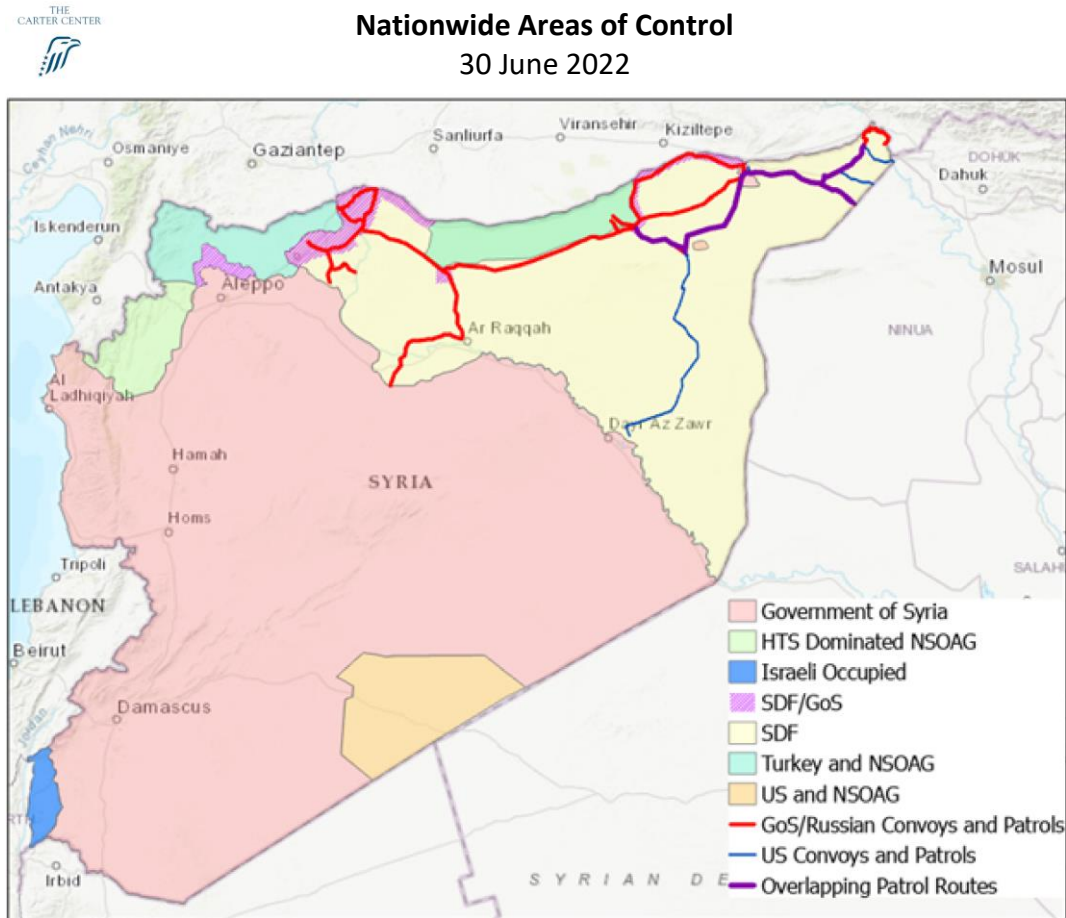 THE
CARTER CENTER
Nationwide Areas of Control
30 June 2022
Ceyhan Nehri
Osmaniye
Gaziantep
Sanliurfa
Viransehir
Kiziltepe
DOHUK
Dahuk
Iskenderun
Antakya
Aleppo
Mosul
NINUA
Ar Raqqah
Al
Ladhiqiyah
Dayr Az Zawr
Hamah
SYRIA
Homs
Tripoli
SALAHU
LEBANON
Beirut
Jordan
Damascus
RTH
Irbid
SYRIAN DE
Government of Syria
HTS Dominated NSOAG
Israeli Occupied
SDF/GoS
SDF
Turkey and NSOAG
US and NSOAG
GoS/Russian Convoys and Patrols
US Convoys and Patrols
Overlapping Patrol Routes